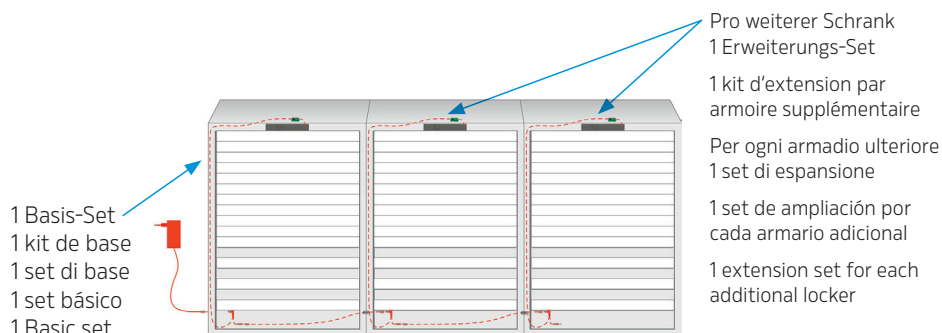 Pro weiterer Schrank
1 Erweiterungs-Set
1 kit d'extension par
armoire supplémentaire
Per ogni armadio ulteriore
1 set di espansione
1 set de ampliación por
cada armario adicional
1 extension set for each
additional locker
1 Basis-Set
1 kit de base
1 set di base
1 set básico
1 Basic set